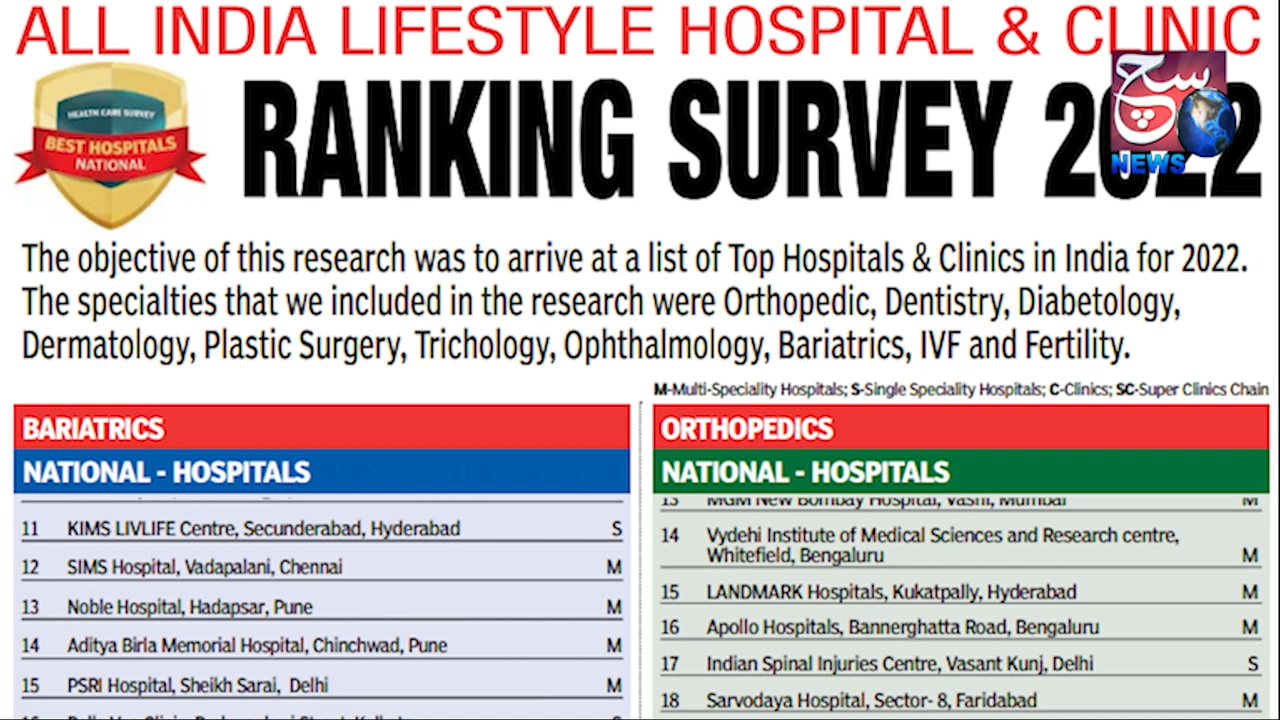 ALL INDIA LIFESTYLE HOSPITAL & CLINIC
RANKING SURVEY 2022
HEALTH CARE SURVEY
BEST HOSPITALS
NATIONAL
سچ
NEWS
The objective of this research was to arrive at a list of Top Hospitals & Clinics in India for 2022.
The specialties that we included in the research were Orthopedic, Dentistry, Diabetology,
Dermatology, Plastic Surgery, Trichology, Ophthalmology, Bariatrics, IVF and Fertility.
M-Multi-Speciality Hospitals; S-Single Speciality Hospitals; C-Clinics; SC-Super Clinics Chain
BARIATRICS
NATIONAL - HOSPITALS
11 KIMS LIVLIFE Centre, Secunderabad, Hyderabad S
12 SIMS Hospital, Vadapalani, Chennai M
13 Noble Hospital, Hadapsar, Pune M
14 Aditya Birla Memorial Hospital, Chinchwad, Pune M
15 PSRI Hospital, Sheikh Sarai, Delhi M
ORTHOPEDICS
NATIONAL - HOSPITALS
13 MGM New Bombay Hospital, Vashi, Mumbai M
14 Vydehi Institute of Medical Sciences and Research centre,
Whitefield, Bengaluru M
15 LANDMARK Hospitals, Kukatpally, Hyderabad M
16 Apollo Hospitals, Bannerghatta Road, Bengaluru M
17 Indian Spinal Injuries Centre, Vasant Kunj, Delhi S
18 Sarvodaya Hospital, Sector- 8, Faridabad M